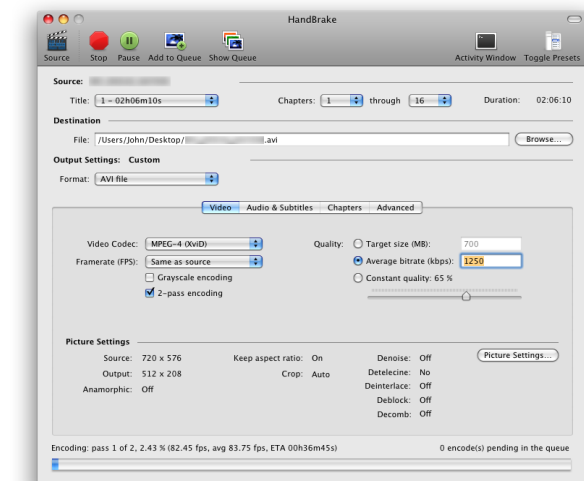 HandBrake
Source Stop Pause Add to Queue Show Queue Activity Window Toggle Presets
Source:
Title: 1 - 02h06m10s Chapters: 1 through 16 Duration: 02:06:10
Destination
File: /Users/John/Desktop/ .avi Browse...
Output Settings: Custom
Format: AVI file
Video Audio & Subtitles Chapters Advanced
Video Codec: MPEG-4 (XviD) Quality: Target size (MB): 700
Framerate (FPS): Same as source Average bitrate (kbps): 1250
Grayscale encoding Constant quality: 65 %
2-pass encoding
Picture Settings
Source: 720 x 576 Keep aspect ratio: On Denoise: Off Picture Settings...
Output: 512 x 208 Crop: Auto Detelecine: No
Anamorphic: Off Deinterlace: Off
Deblock: Off
Decomb: Off
Encoding: pass 1 of 2, 2.43 % (82.45 fps, avg 83.75 fps, ETA 00h36m45s) 0 encode(s) pending in the queue